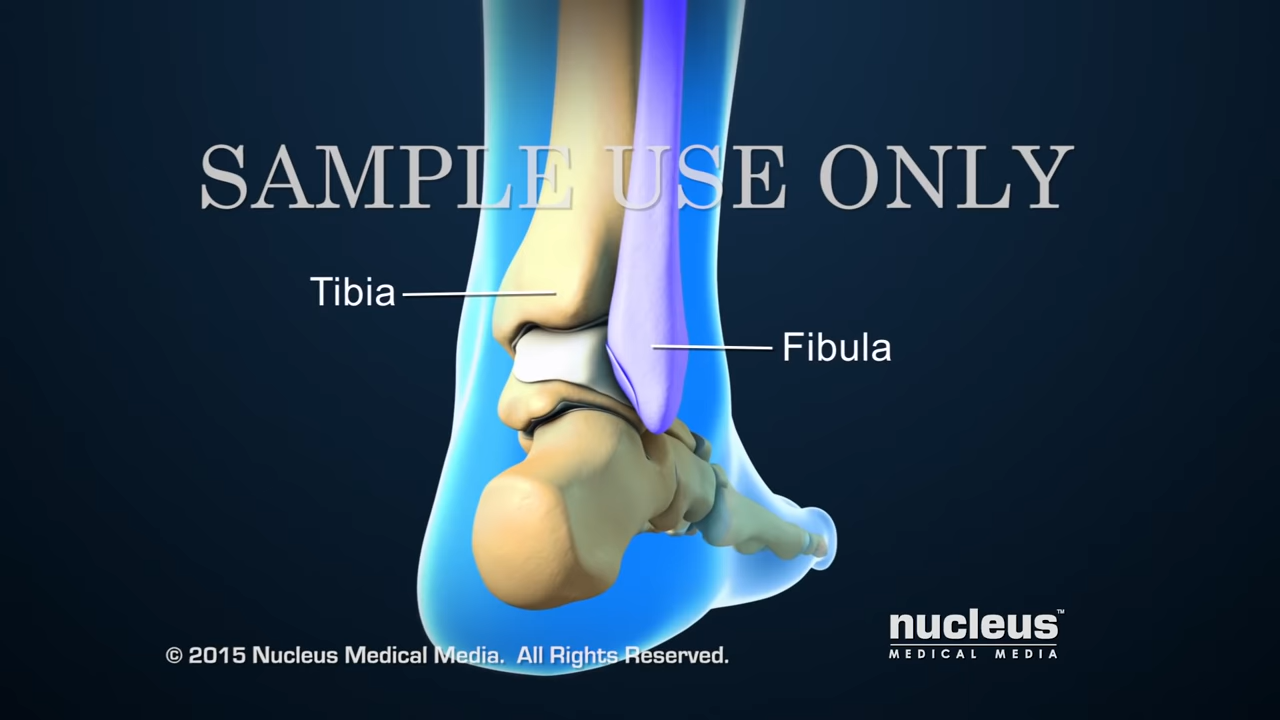 SAMPLE USE ONLY
Tibia
Fibula
nucleus™
MEDICAL MEDIA
© 2015 Nucleus Medical Media. All Rights Reserved.